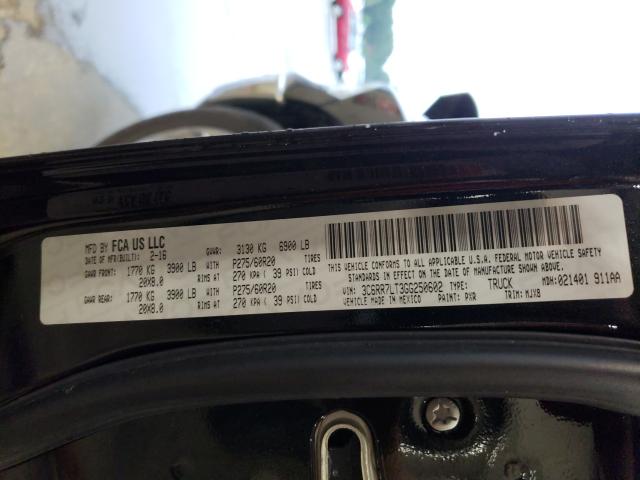 MFD BY FCA US LLC
DATE OF MFR(BUILT): 2-16 GVWR: 3130 KG 6900 LB
GAWR FRONT: 1770 KG 3900 LB WITH P275/60R20 TIRES
20X8.0 RIMS AT 270 KPA ( 39 PSI) COLD
GAWR REAR: 1770 KG 3900 LB WITH P275/60R20 TIRES
20X8.0 RIMS AT 270 KPA ( 39 PSI) COLD
THIS VEHICLE CONFORMS TO ALL APPLICABLE U.S.A. FEDERAL MOTOR VEHICLE SAFETY
STANDARDS IN EFFECT ON THE DATE OF MANUFACTURE SHOWN ABOVE.
VIN: 3C6RR7LT3GG250602 TYPE: TRUCK MDH: 021401 911AA
VEHICLE MADE IN MEXICO PAINT: PXR TRIM: MJX8